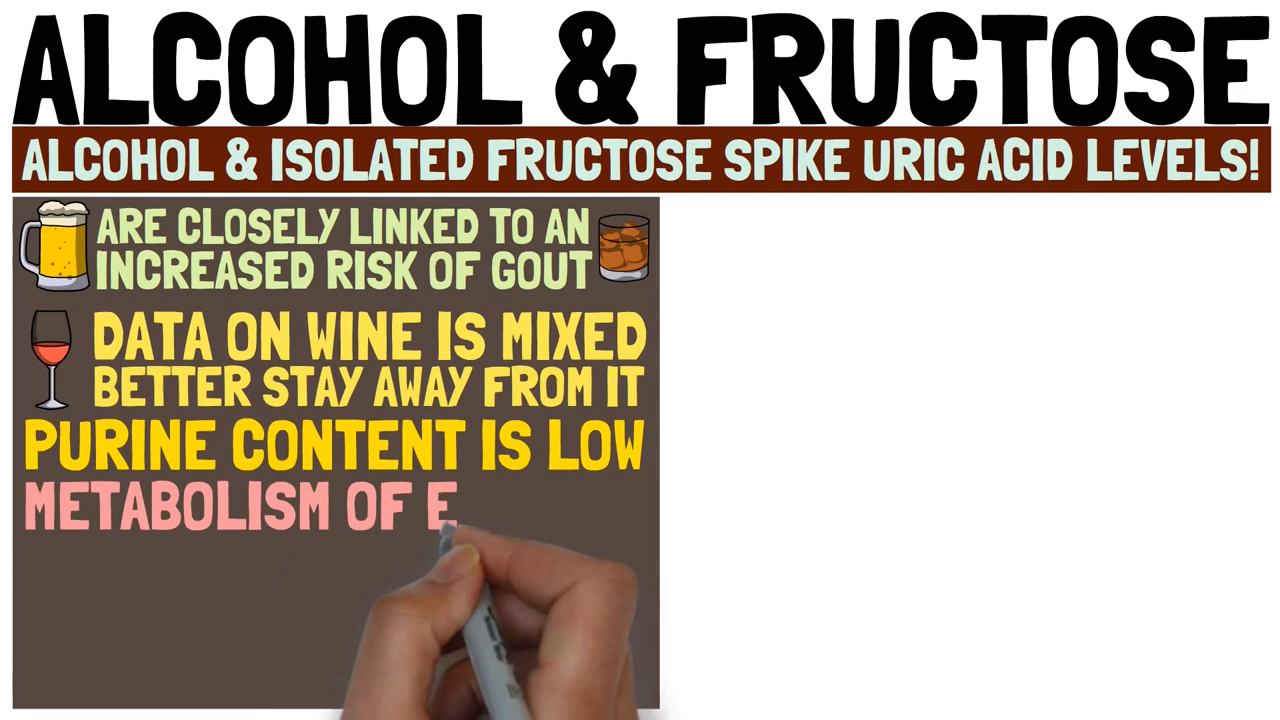 ALCOHOL & FRUCTOSE
ALCOHOL & ISOLATED FRUCTOSE SPIKE URIC ACID LEVELS!
ARE CLOSELY LINKED TO AN
INCREASED RISK OF GOUT
DATA ON WINE IS MIXED
BETTER STAY AWAY FROM IT
PURINE CONTENT IS LOW
METABOLISM OF E